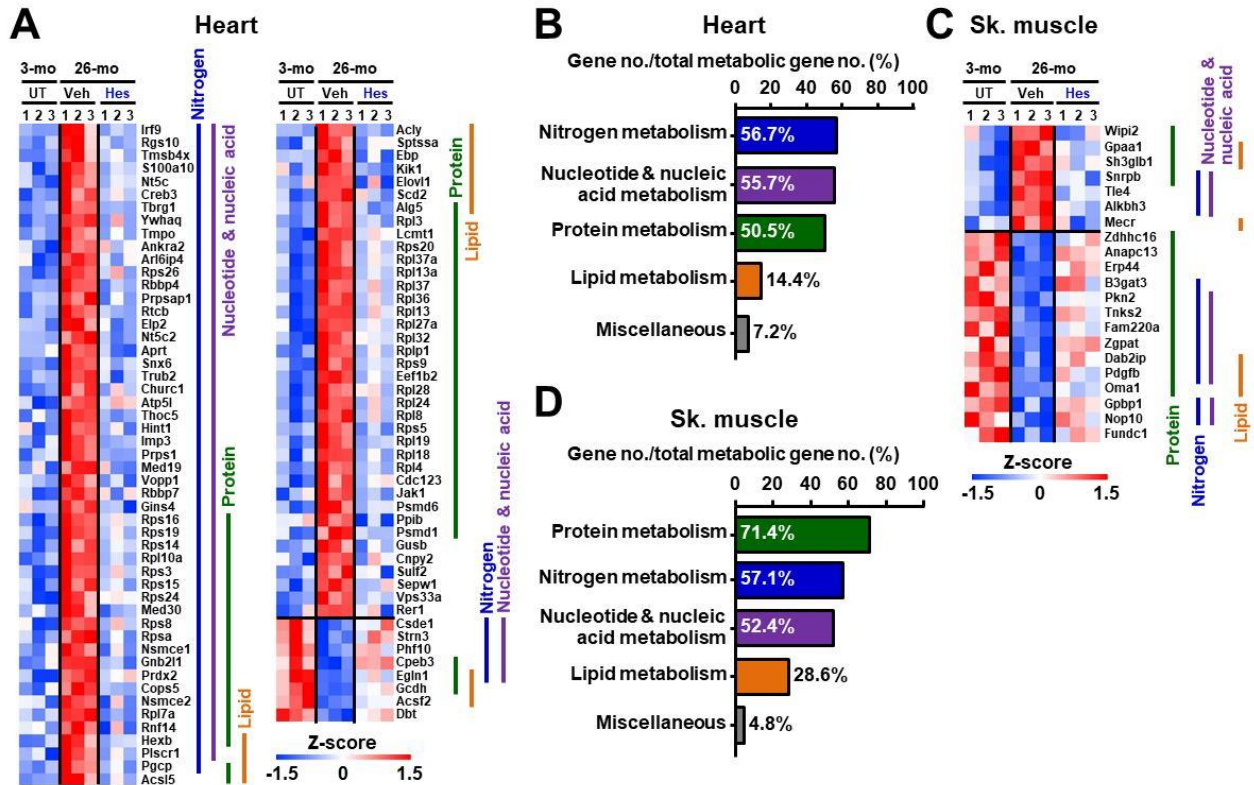 A
Heart
3-mo 26-mo
UT Veh Hes
1 2 3 1 2 3 1 2 3
Irf9
Rgs10
Tmsb4x
S100a10
Nt5c
Creb3
Tbrg1
Ywhaq
Tmpo
Ankra2
Arl6ip4
Rps26
Rbbp4
Prpsap1
Rtcb
Elp2
Nt5c2
Aprt
Snx6
Trub2
Churc1
Atp5l
Thoc5
Hint1
Imp3
Prps1
Med19
Vopp1
Rbbp7
Gins4
Rps16
Rps19
Rps14
Rpl10a
Rps3
Rps15
Rps24
Med30
Rps8
Rpsa
Nsmce1
Gnb2l1
Prdx2
Cops5
Nsmce2
Rpl7a
Rnf14
Hexb
Plscr1
Pgcp
Acsl5
Nitrogen
Nucleotide & nucleic acid
Protein
Lipid
3-mo 26-mo
UT Veh Hes
1 2 3 1 2 3 1 2 3
Acly
Sptssa
Ebp
Kik1
Elovl1
Scd2
Alg5
Rpl3
Lcmt1
Rps20
Rpl37a
Rpl13a
Rpl37
Rpl36
Rpl13
Rpl27a
Rpl32
Rplp1
Rps9
Eef1b2
Rpl28
Rpl24
Rpl8
Rps5
Rpl19
Rpl18
Rpl4
Cdc123
Jak1
Psmd6
Ppib
Psmd1
Gusb
Cnpy2
Sulf2
Sepw1
Vps33a
Rer1
Csde1
Strn3
Phf10
Cpeb3
Egln1
Gcdh
Acsf2
Dbt
Protein
Lipid
Nitrogen
Nucleotide & nucleic acid
Z-score
-1.5 0 1.5
B
Heart
Gene no./total metabolic gene no. (%)
0 20 40 60 80 100
Nitrogen metabolism 56.7%
Nucleotide & nucleic
acid metabolism 55.7%
Protein metabolism 50.5%
Lipid metabolism 14.4%
Miscellaneous 7.2%
C
Sk. muscle
3-mo 26-mo
UT Veh Hes
1 2 3 1 2 3 1 2 3
Wipi2
Gpaa1
Sh3glb1
Snrpb
Tle4
Alkbh3
Mecr
Zdhhc16
Anapc13
Erp44
B3gat3
Pkn2
Tnks2
Fam220a
Zgpat
Dab2ip
Pdgfb
Oma1
Gpbp1
Nop10
Fundc1
Nucleotide &
nucleic acid
Protein
Nitrogen
Lipid
Z-score
-1.5 0 1.5
D
Sk. muscle
Gene no./total metabolic gene no. (%)
0 20 40 60 80 100
Protein metabolism 71.4%
Nitrogen metabolism 57.1%
Nucleotide & nucleic
acid metabolism 52.4%
Lipid metabolism 28.6%
Miscellaneous 4.8%